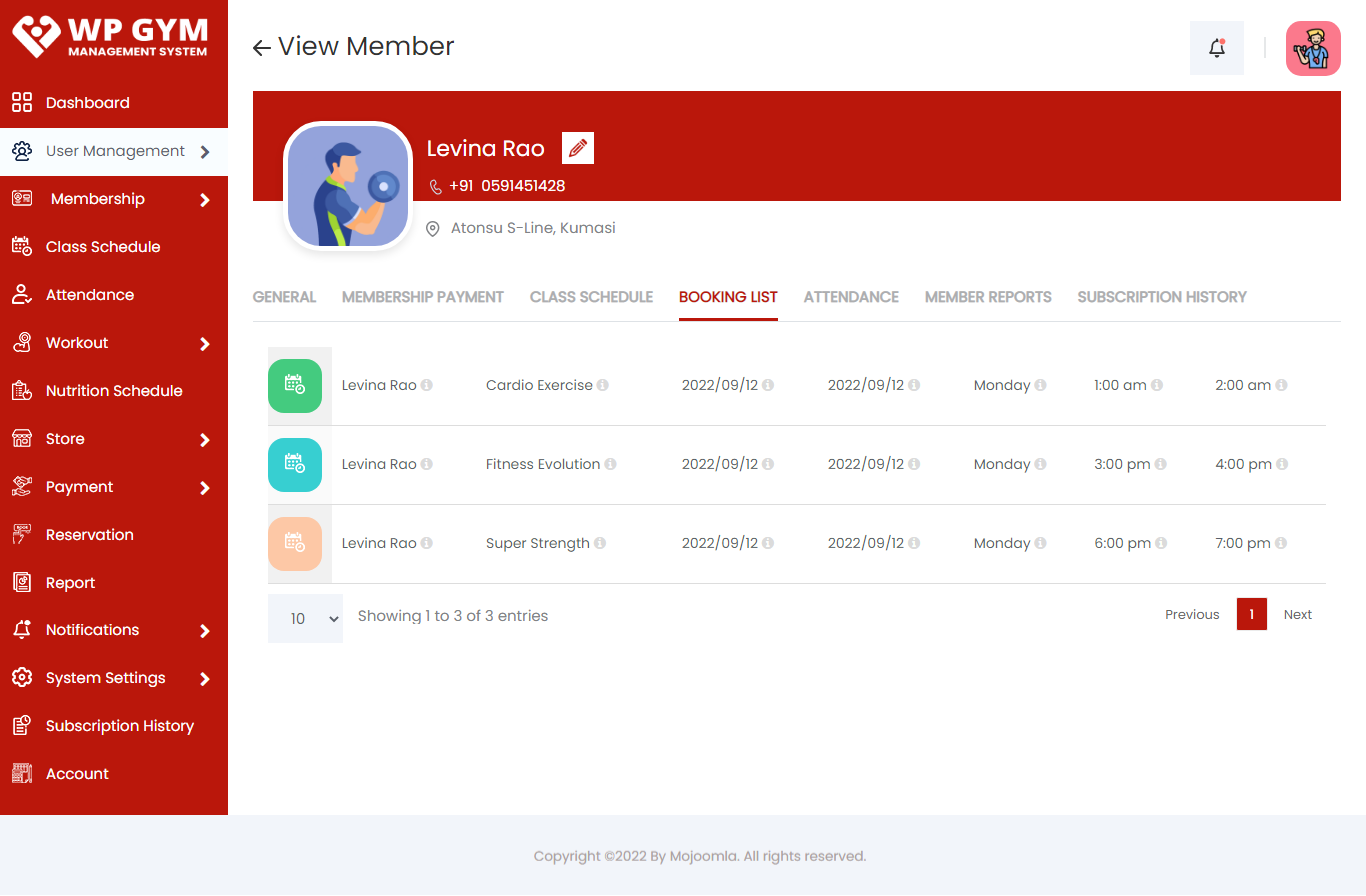 WP GYM
MANAGEMENT SYSTEM
Dashboard
User Management
Membership
Class Schedule
Attendance
Workout
Nutrition Schedule
Store
Payment
Reservation
Report
Notifications
System Settings
Subscription History
Account
View Member
Levina Rao
+91 0591451428
Atonsu S-Line, Kumasi
GENERAL MEMBERSHIP PAYMENT CLASS SCHEDULE BOOKING LIST ATTENDANCE MEMBER REPORTS SUBSCRIPTION HISTORY
Levina Rao Cardio Exercise 2022/09/12 2022/09/12 Monday 1:00 am 2:00 am
Levina Rao Fitness Evolution 2022/09/12 2022/09/12 Monday 3:00 pm 4:00 pm
Levina Rao Super Strength 2022/09/12 2022/09/12 Monday 6:00 pm 7:00 pm
10 Showing 1 to 3 of 3 entries Previous 1 Next
Copyright ©2022 By Mojoomla. All rights reserved.